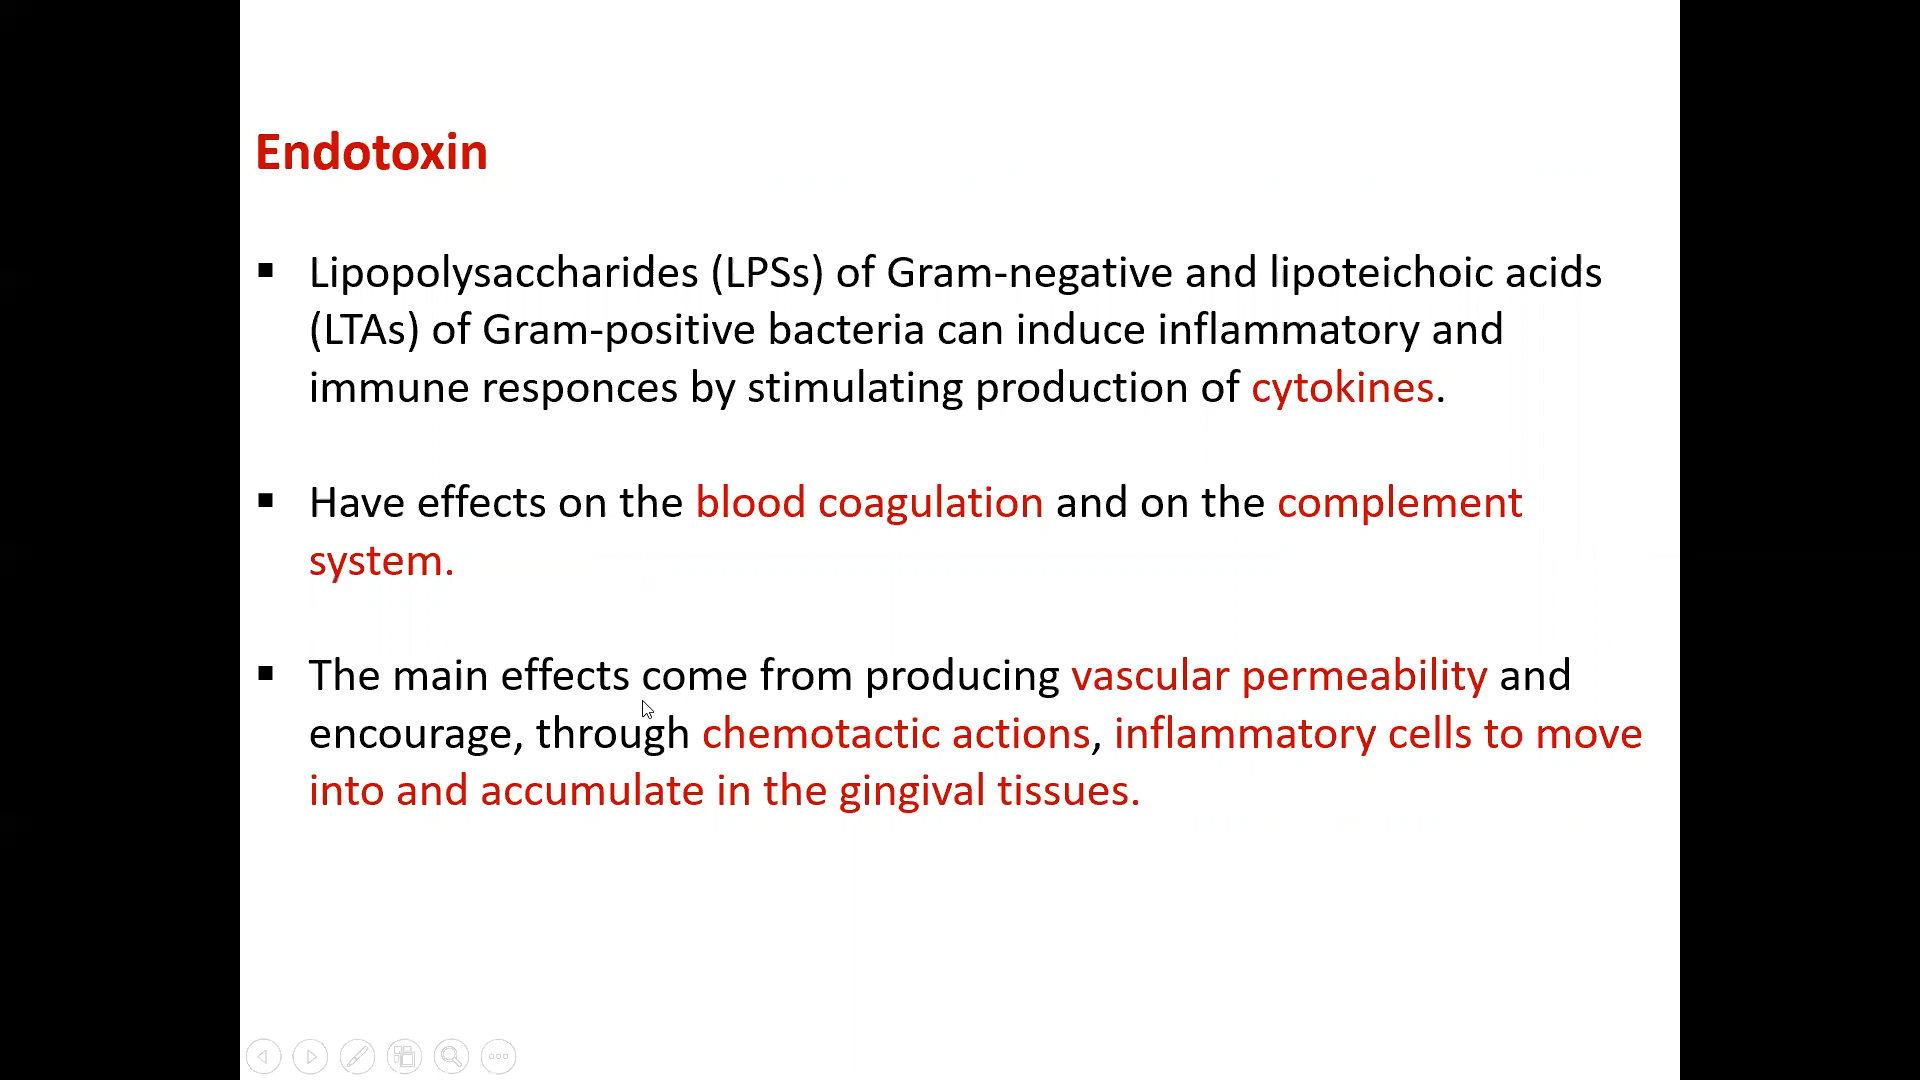 Endotoxin
▪ Lipopolysaccharides (LPSs) of Gram-negative and lipoteichoic acids
(LTAs) of Gram-positive bacteria can induce inflammatory and
immune responces by stimulating production of cytokines.
▪ Have effects on the blood coagulation and on the complement
system.
▪ The main effects come from producing vascular permeability and
encourage, through chemotactic actions, inflammatory cells to move
into and accumulate in the gingival tissues.